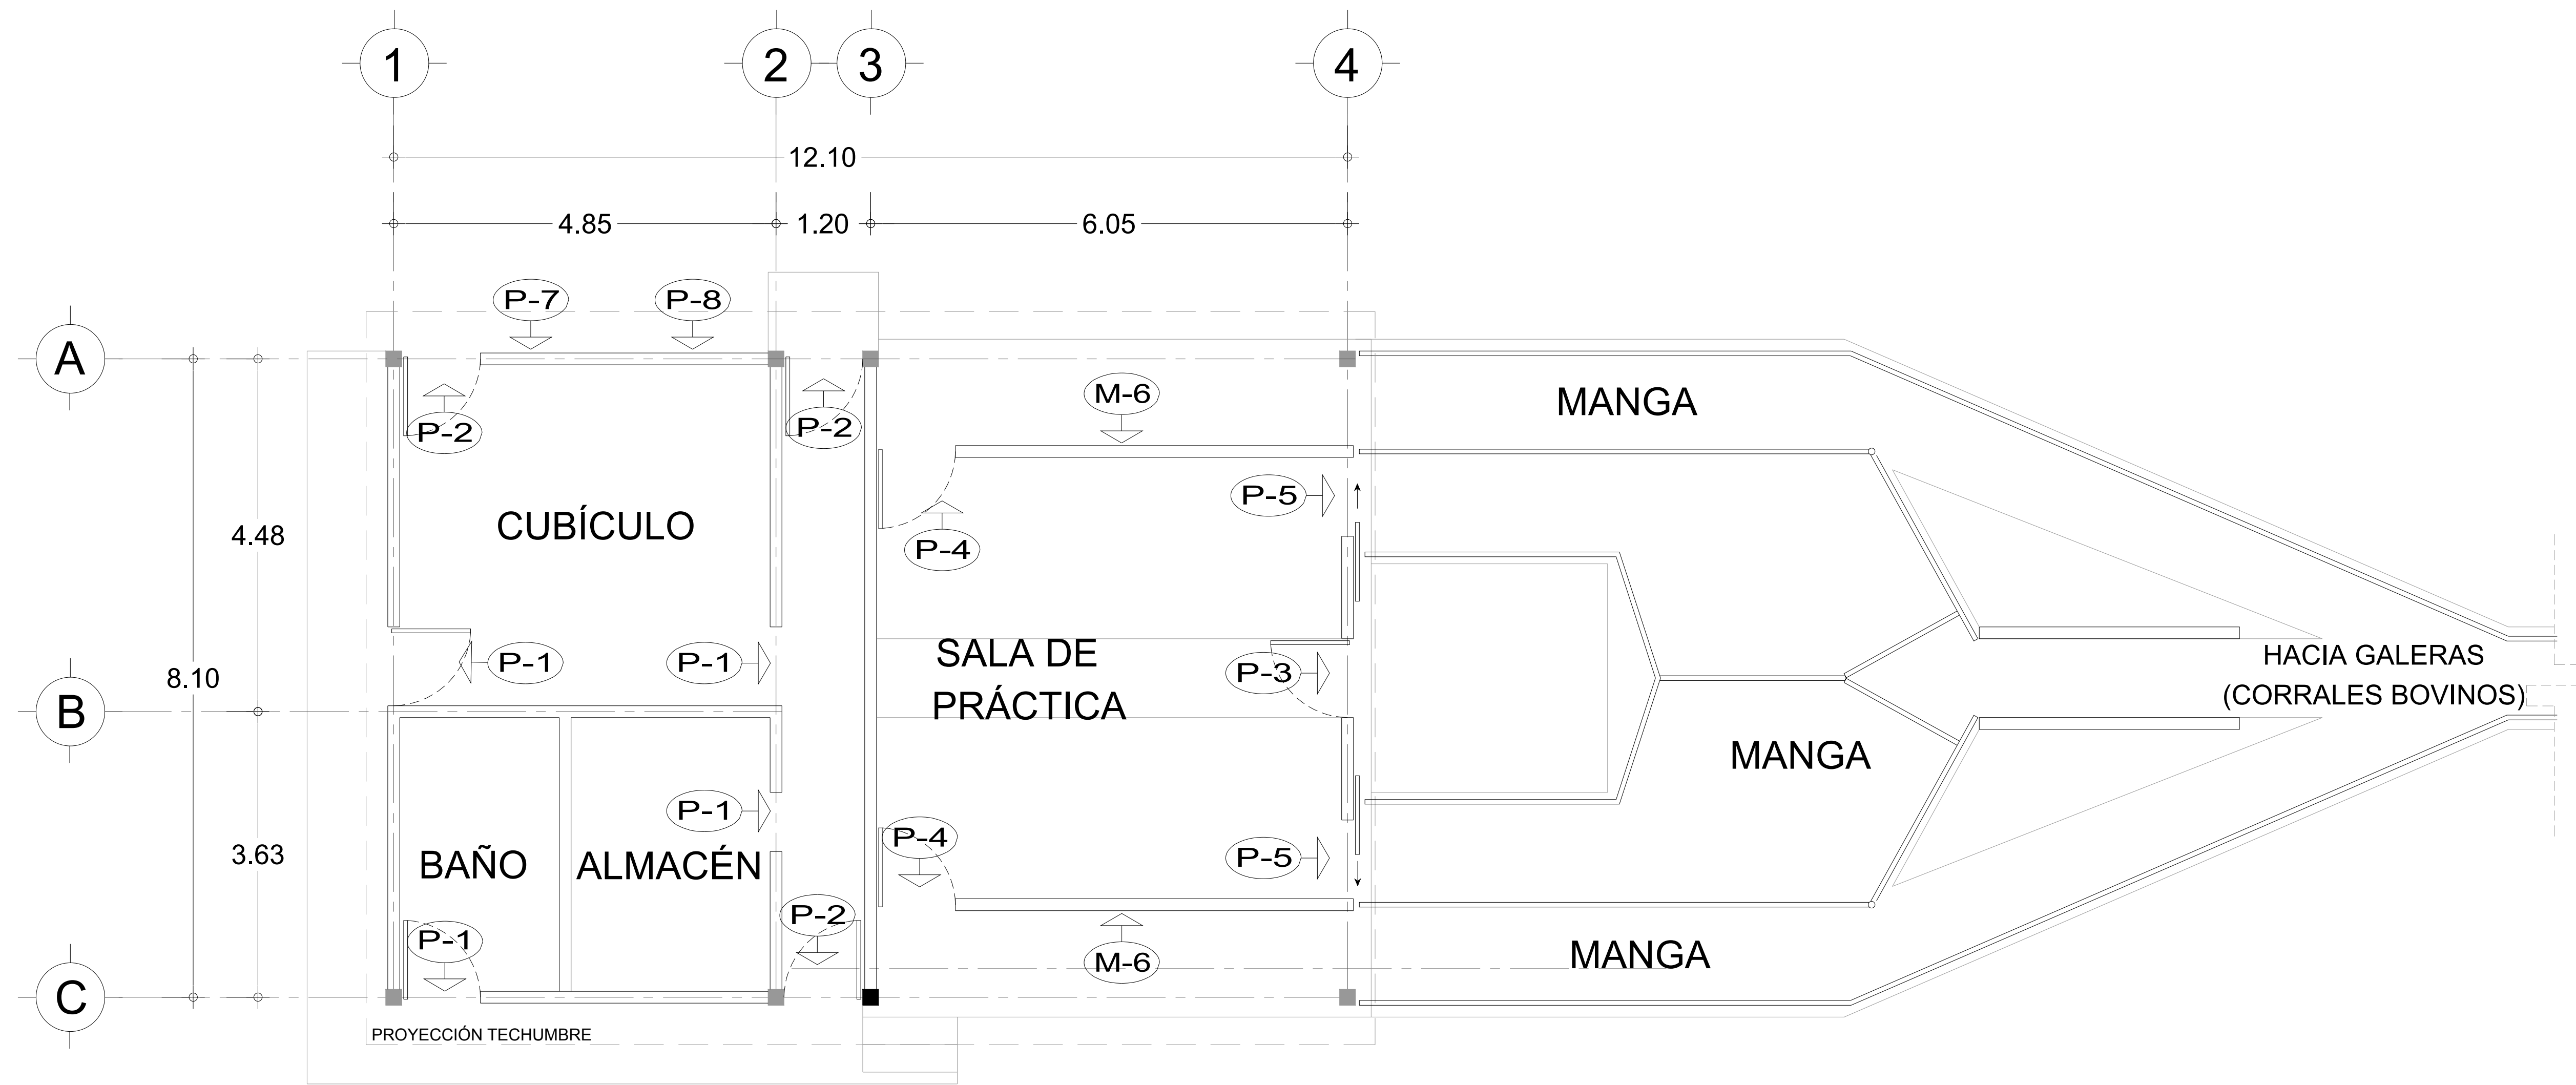 1
2
3
4
12.10
4.85
1.20
6.05
P-7
P-8
A
M-6
MANGA
P-2
P-2
P-5
CUBÍCULO
4.48
P-4
SALA DE
PRÁCTICA
P-1
P-1
P-3
HACIA GALERAS
(CORRALES BOVINOS)
8.10
B
MANGA
P-1
P-4
3.63
BAÑO
ALMACÉN
P-5
P-2
P-1
MANGA
M-6
C
PROYECCIÓN TECHUMBRE